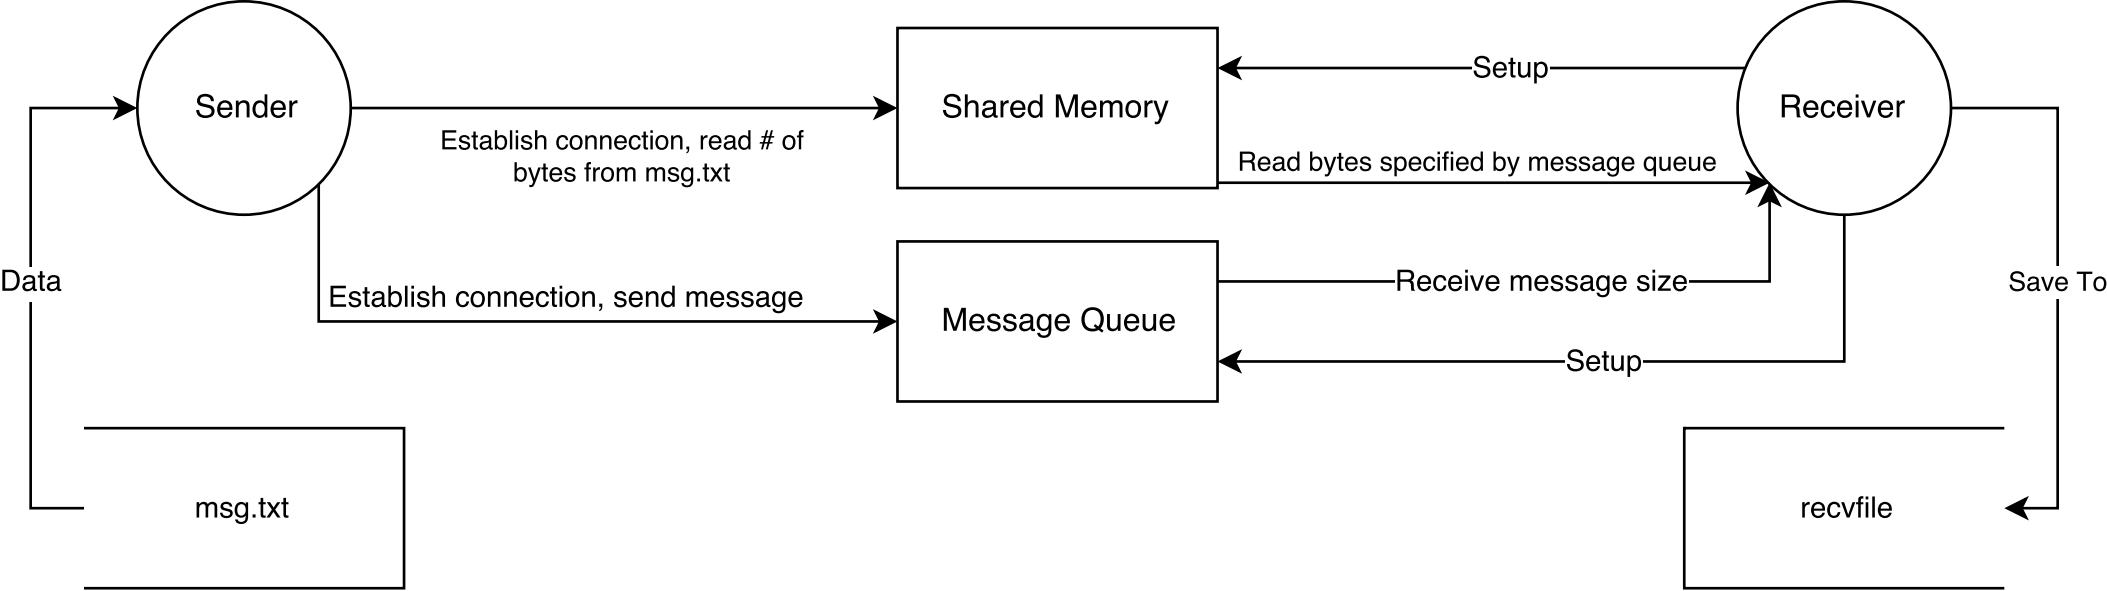 Sender
Shared Memory
Setup
Receiver
Establish connection, read # of
bytes from msg.txt
Read bytes specified by message queue
Data
Establish connection, send message
Message Queue
Receive message size
Save To
Setup
msg.txt
recvfile